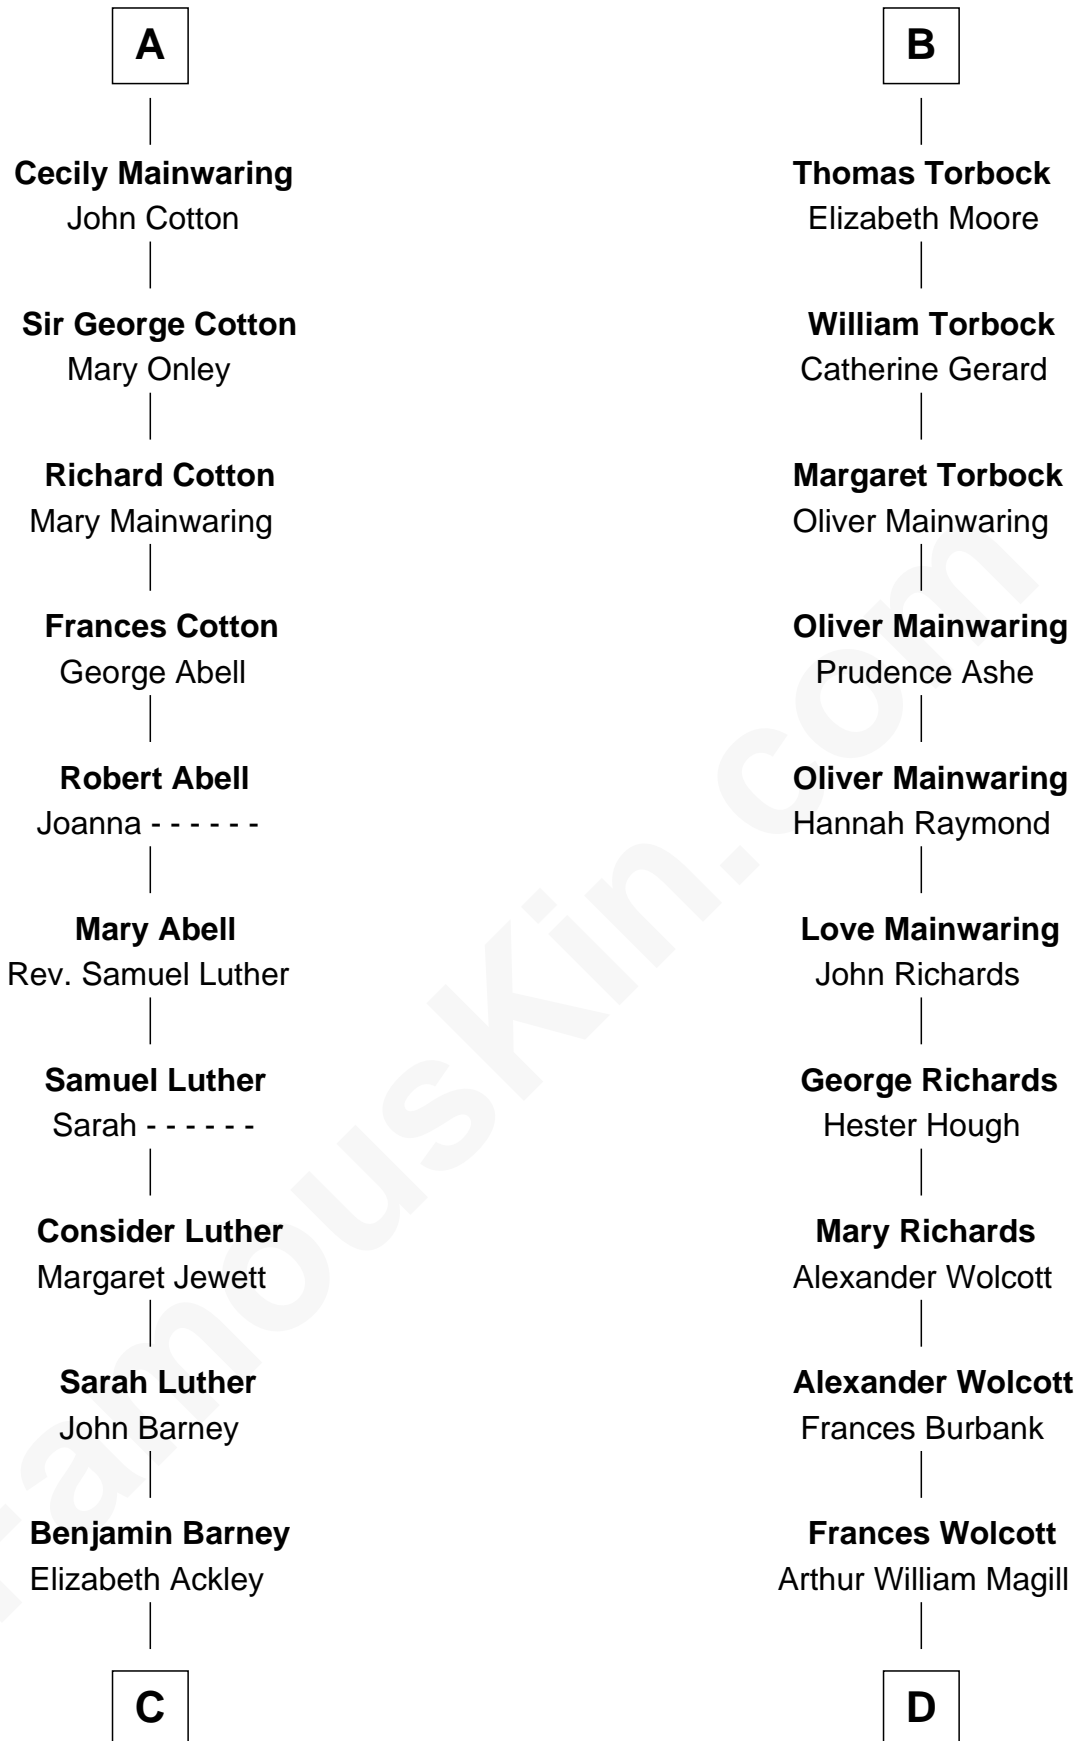 A
Cecily Mainwaring
John Cotton
Sir George Cotton
Mary Onley
Richard Cotton
Mary Mainwaring
Frances Cotton
George Abell
Robert Abell
Joanna - - - - - -
Mary Abell
Rev. Samuel Luther
Samuel Luther
Sarah - - - - - -
Consider Luther
Margaret Jewett
Sarah Luther
John Barney
Benjamin Barney
Elizabeth Ackley
C
B
Thomas Torbock
Elizabeth Moore
William Torbock
Catherine Gerard
Margaret Torbock
Oliver Mainwaring
Oliver Mainwaring
Prudence Ashe
Oliver Mainwaring
Hannah Raymond
Love Mainwaring
John Richards
George Richards
Hester Hough
Mary Richards
Alexander Wolcott
Alexander Wolcott
Frances Burbank
Frances Wolcott
Arthur William Magill
D
FamousKin.com